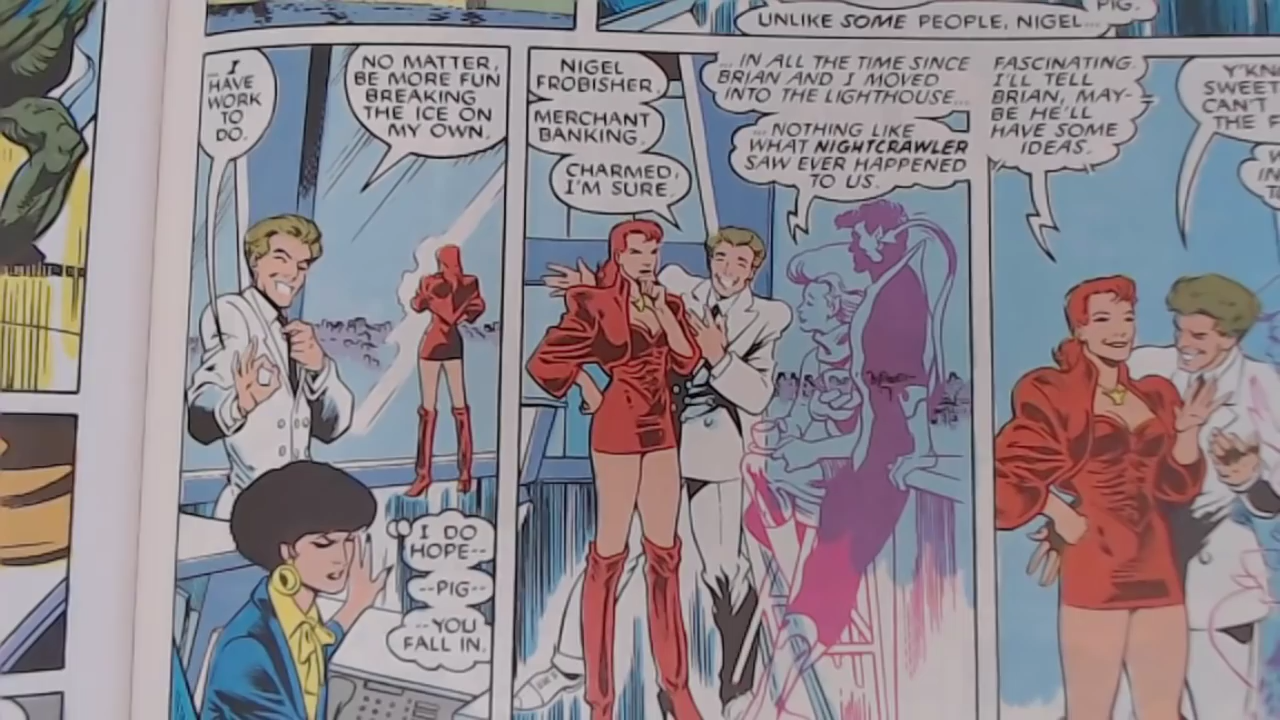 PIG.
UNLIKE SOME PEOPLE, NIGEL...
... I
HAVE
WORK
TO
DO.
NO MATTER,
BE MORE FUN
BREAKING
THE ICE ON
MY OWN.
I DO
HOPE--
--PIG--
--YOU
FALL IN.
NIGEL
FROBISHER.
MERCHANT
BANKING.
CHARMED,
I'M SURE.
... IN ALL THE TIME SINCE
BRIAN AND I MOVED
INTO THE LIGHTHOUSE...
... NOTHING LIKE
WHAT NIGHTCRAWLER
SAW EVER HAPPENED
TO US.
FASCINATING.
I'LL TELL
BRIAN, MAY-
BE HE'LL
HAVE SOME
IDEAS.
SWEET
CAN'T
THE